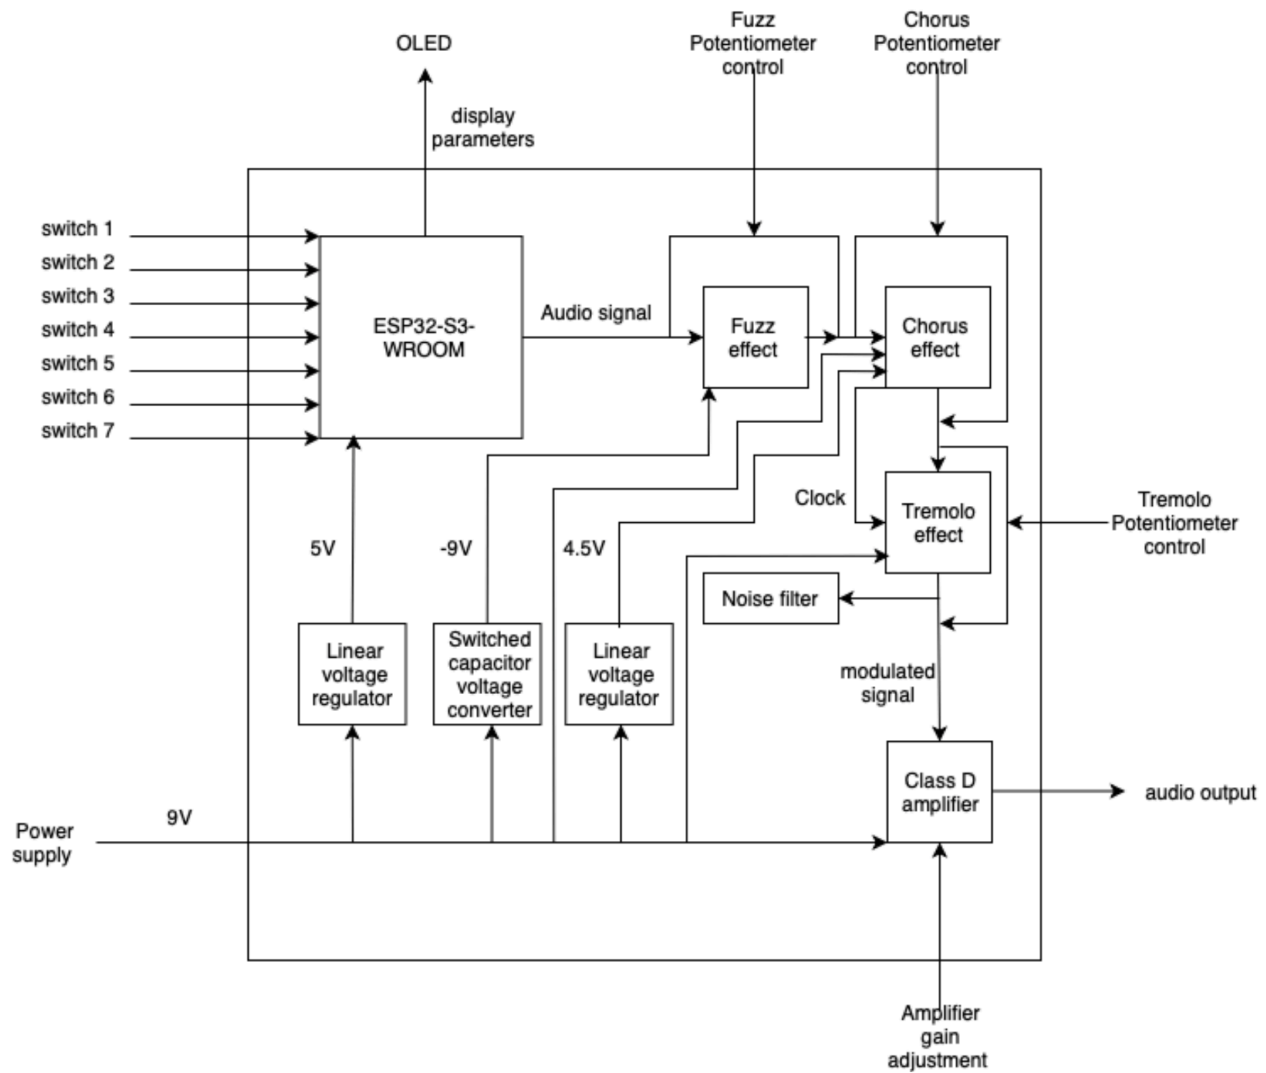 Fuzz
Potentiometer
control
Chorus
Potentiometer
control
OLED
display
parameters
switch 1
switch 2
switch 3
switch 4
switch 5
switch 6
switch 7
ESP32-S3-
WROOM
Audio signal
Fuzz
effect
Chorus
effect
Clock
Tremolo
effect
Tremolo
Potentiometer
control
5V
-9V
4.5V
Noise filter
Linear
voltage
regulator
Switched
capacitor
voltage
converter
Linear
voltage
regulator
modulated
signal
Class D
amplifier
audio output
9V
Power
supply
Amplifier
gain
adjustment